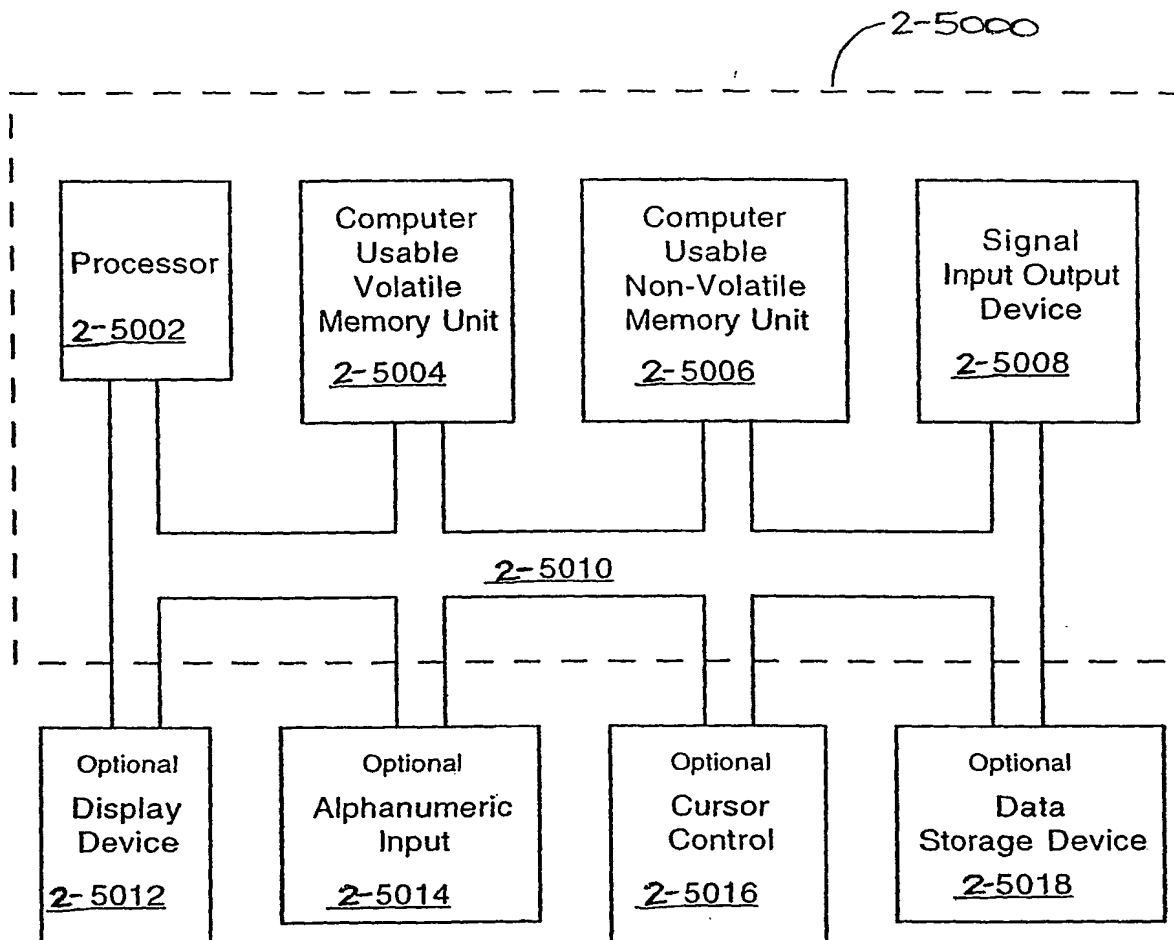 2-5000
Processor
2-5002
Computer
Usable
Volatile
Memory Unit
2-5004
Computer
Usable
Non-Volatile
Memory Unit
2-5006
Signal
Input Output
Device
2-5008
2-5010
Optional
Display
Device
2-5012
Optional
Alphanumeric
Input
2-5014
Optional
Cursor
Control
2-5016
Optional
Data
Storage Device
2-5018